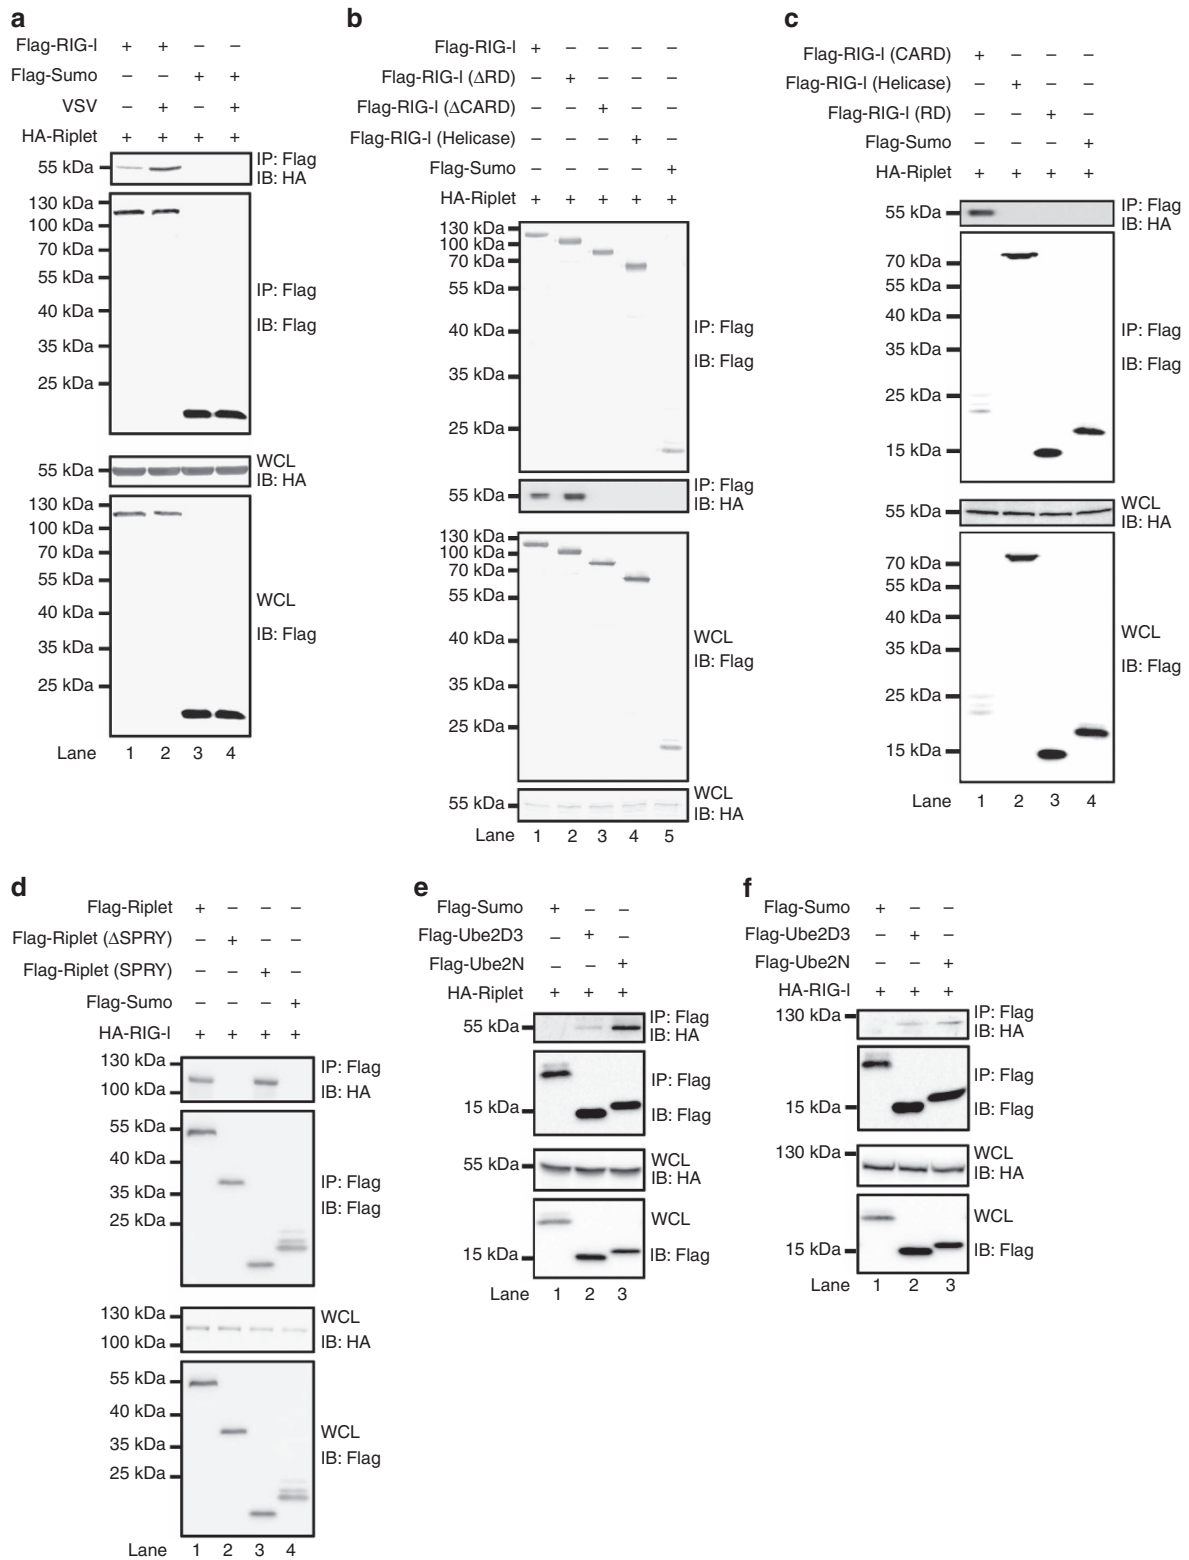 a
Flag-RIG-I + + – –
Flag-Sumo – – + +
VSV – + – +
HA-Riplet + + + +
55 kDa
IP: Flag
IB: HA
130 kDa
100 kDa
70 kDa
55 kDa
40 kDa
35 kDa
25 kDa
IP: Flag
IB: Flag
55 kDa
WCL
IB: HA
130 kDa
100 kDa
70 kDa
55 kDa
40 kDa
35 kDa
25 kDa
WCL
IB: Flag
Lane 1 2 3 4
b
Flag-RIG-I + – – – –
Flag-RIG-I (ΔRD) – + – – –
Flag-RIG-I (ΔCARD) – – + – –
Flag-RIG-I (Helicase) – – – + –
Flag-Sumo – – – – +
HA-Riplet + + + + +
130 kDa
100 kDa
70 kDa
55 kDa
40 kDa
35 kDa
25 kDa
IP: Flag
IB: Flag
55 kDa
IP: Flag
IB: HA
130 kDa
100 kDa
70 kDa
55 kDa
40 kDa
35 kDa
25 kDa
WCL
IB: Flag
55 kDa
WCL
IB: HA
Lane 1 2 3 4 5
c
Flag-RIG-I (CARD) + – – –
Flag-RIG-I (Helicase) – + – –
Flag-RIG-I (RD) – – + –
Flag-Sumo – – – +
HA-Riplet + + + +
55 kDa
IP: Flag
IB: HA
70 kDa
55 kDa
40 kDa
35 kDa
25 kDa
15 kDa
IP: Flag
IB: Flag
55 kDa
WCL
IB: HA
70 kDa
55 kDa
40 kDa
35 kDa
25 kDa
15 kDa
WCL
IB: Flag
Lane 1 2 3 4
d
Flag-Riplet + – – –
Flag-Riplet (ΔSPRY) – + – –
Flag-Riplet (SPRY) – – + –
Flag-Sumo – – – +
HA-RIG-I + + + +
130 kDa
100 kDa
IP: Flag
IB: HA
55 kDa
40 kDa
35 kDa
25 kDa
IP: Flag
IB: Flag
130 kDa
100 kDa
WCL
IB: HA
55 kDa
40 kDa
35 kDa
25 kDa
WCL
IB: Flag
Lane 1 2 3 4
e
Flag-Sumo + – –
Flag-Ube2D3 – + –
Flag-Ube2N – – +
HA-Riplet + + +
55 kDa
IP: Flag
IB: HA
15 kDa
IP: Flag
IB: Flag
55 kDa
WCL
IB: HA
15 kDa
WCL
IB: Flag
Lane 1 2 3
f
Flag-Sumo + – –
Flag-Ube2D3 – + –
Flag-Ube2N – – +
HA-RIG-I + + +
130 kDa
IP: Flag
IB: HA
15 kDa
IP: Flag
IB: Flag
130 kDa
WCL
IB: HA
15 kDa
WCL
IB: Flag
Lane 1 2 3